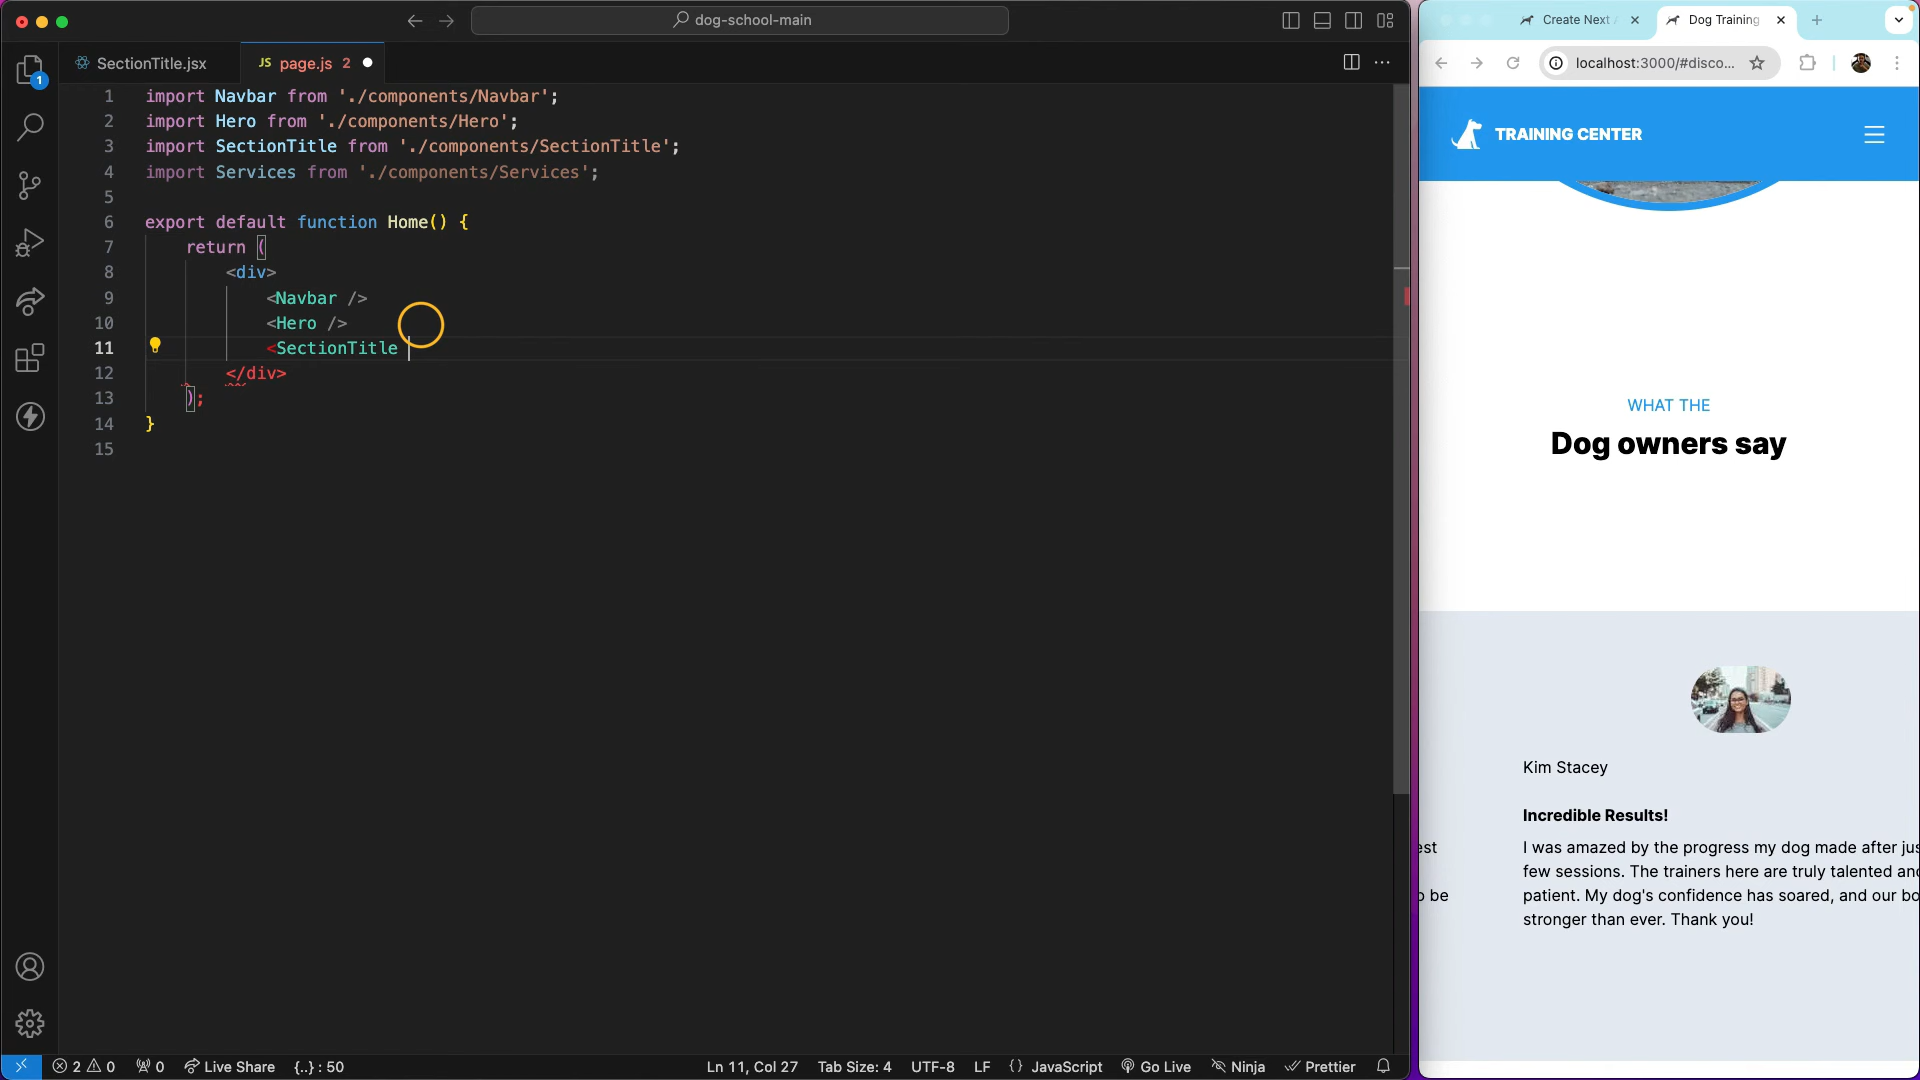 dog-school-main
SectionTitle.jsx
JS page.js 2
1 import Navbar from './components/Navbar';
2 import Hero from './components/Hero';
3 import SectionTitle from './components/SectionTitle';
4 import Services from './components/Services';
5
6 export default function Home() {
7 return (
8 <div>
9 <Navbar />
10 <Hero />
11 <SectionTitle
12 </div>
13 );
14 }
15
1
2 0 0 Live Share {..} : 50 Ln 11, Col 27 Tab Size: 4 UTF-8 LF {} JavaScript Go Live Ninja Prettier
Create Next
Dog Training
localhost:3000/#disco...
TRAINING CENTER
WHAT THE
Dog owners say
Kim Stacey
Incredible Results!
est
I was amazed by the progress my dog made after jus
few sessions. The trainers here are truly talented and
o be
patient. My dog's confidence has soared, and our bo
stronger than ever. Thank you!